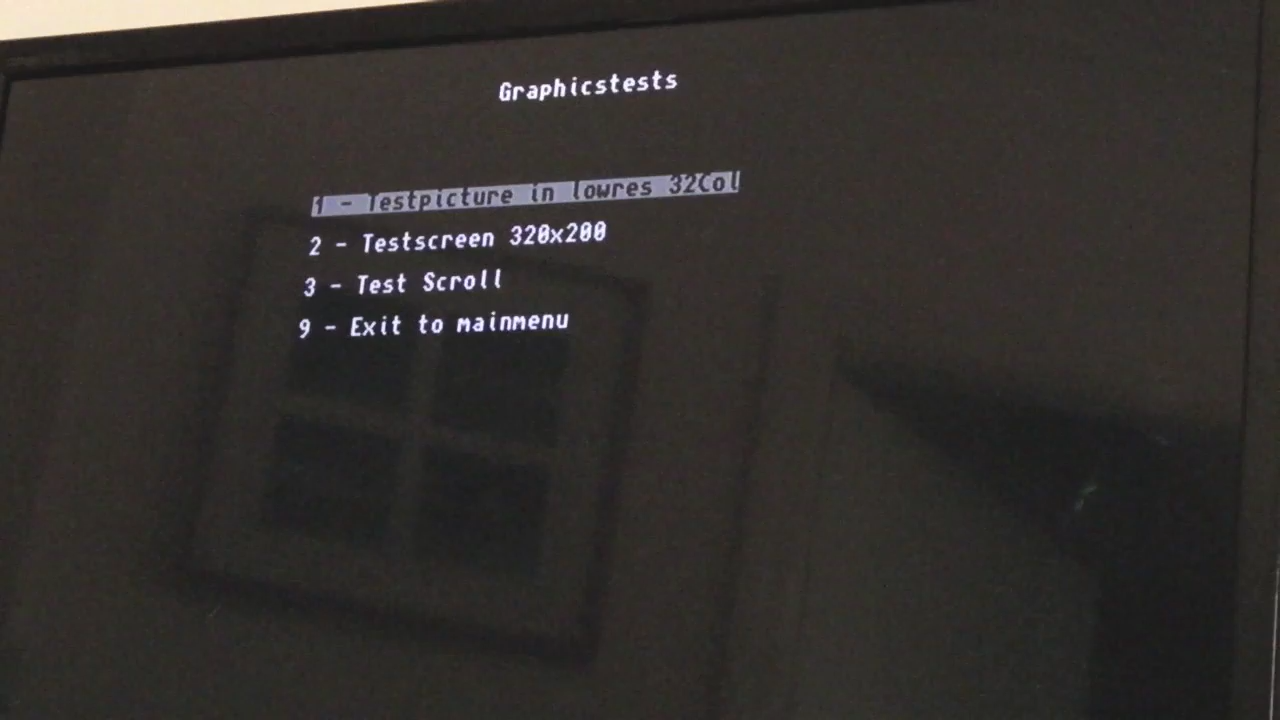 Graphicstests
1 - Testpicture in lowres 32Col
2 - Testscreen 320x200
3 - Test Scroll
9 - Exit to mainmenu